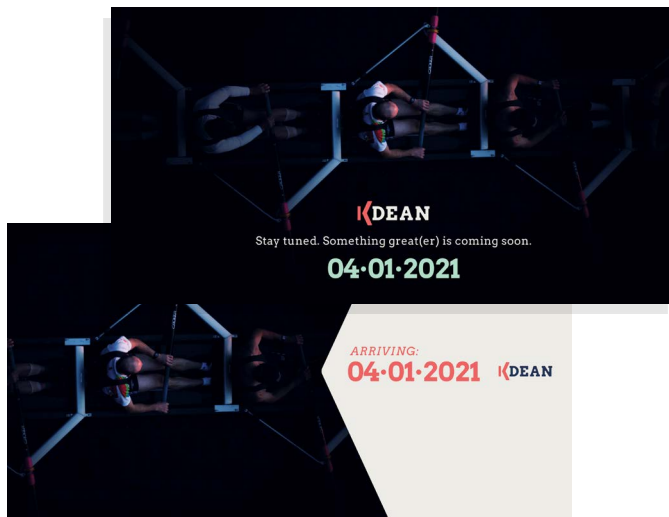 KDEAN
Stay tuned. Something great(er) is coming soon.
04·01·2021
ARRIVING:
04·01·2021
KDEAN